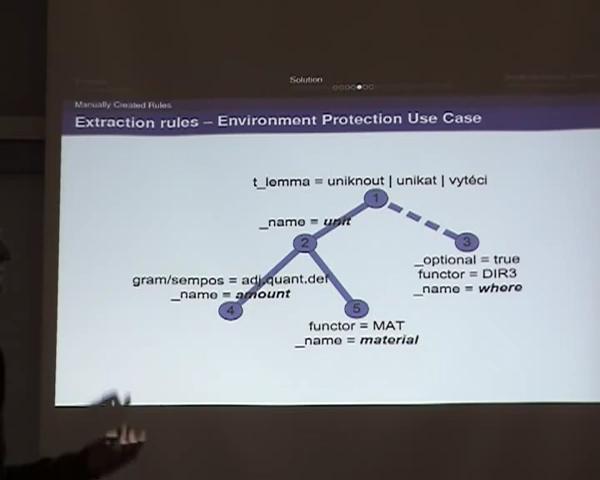 Solution
Manually Created Rules
Extraction rules – Environment Protection Use Case
t_lemma = uniknout | unikat | vytéci
1
_name = unit
2
3
_optional = true
functor = DIR3
_name = where
gram/sempos = adj.quant.def
_name = amount
4
5
functor = MAT
_name = material